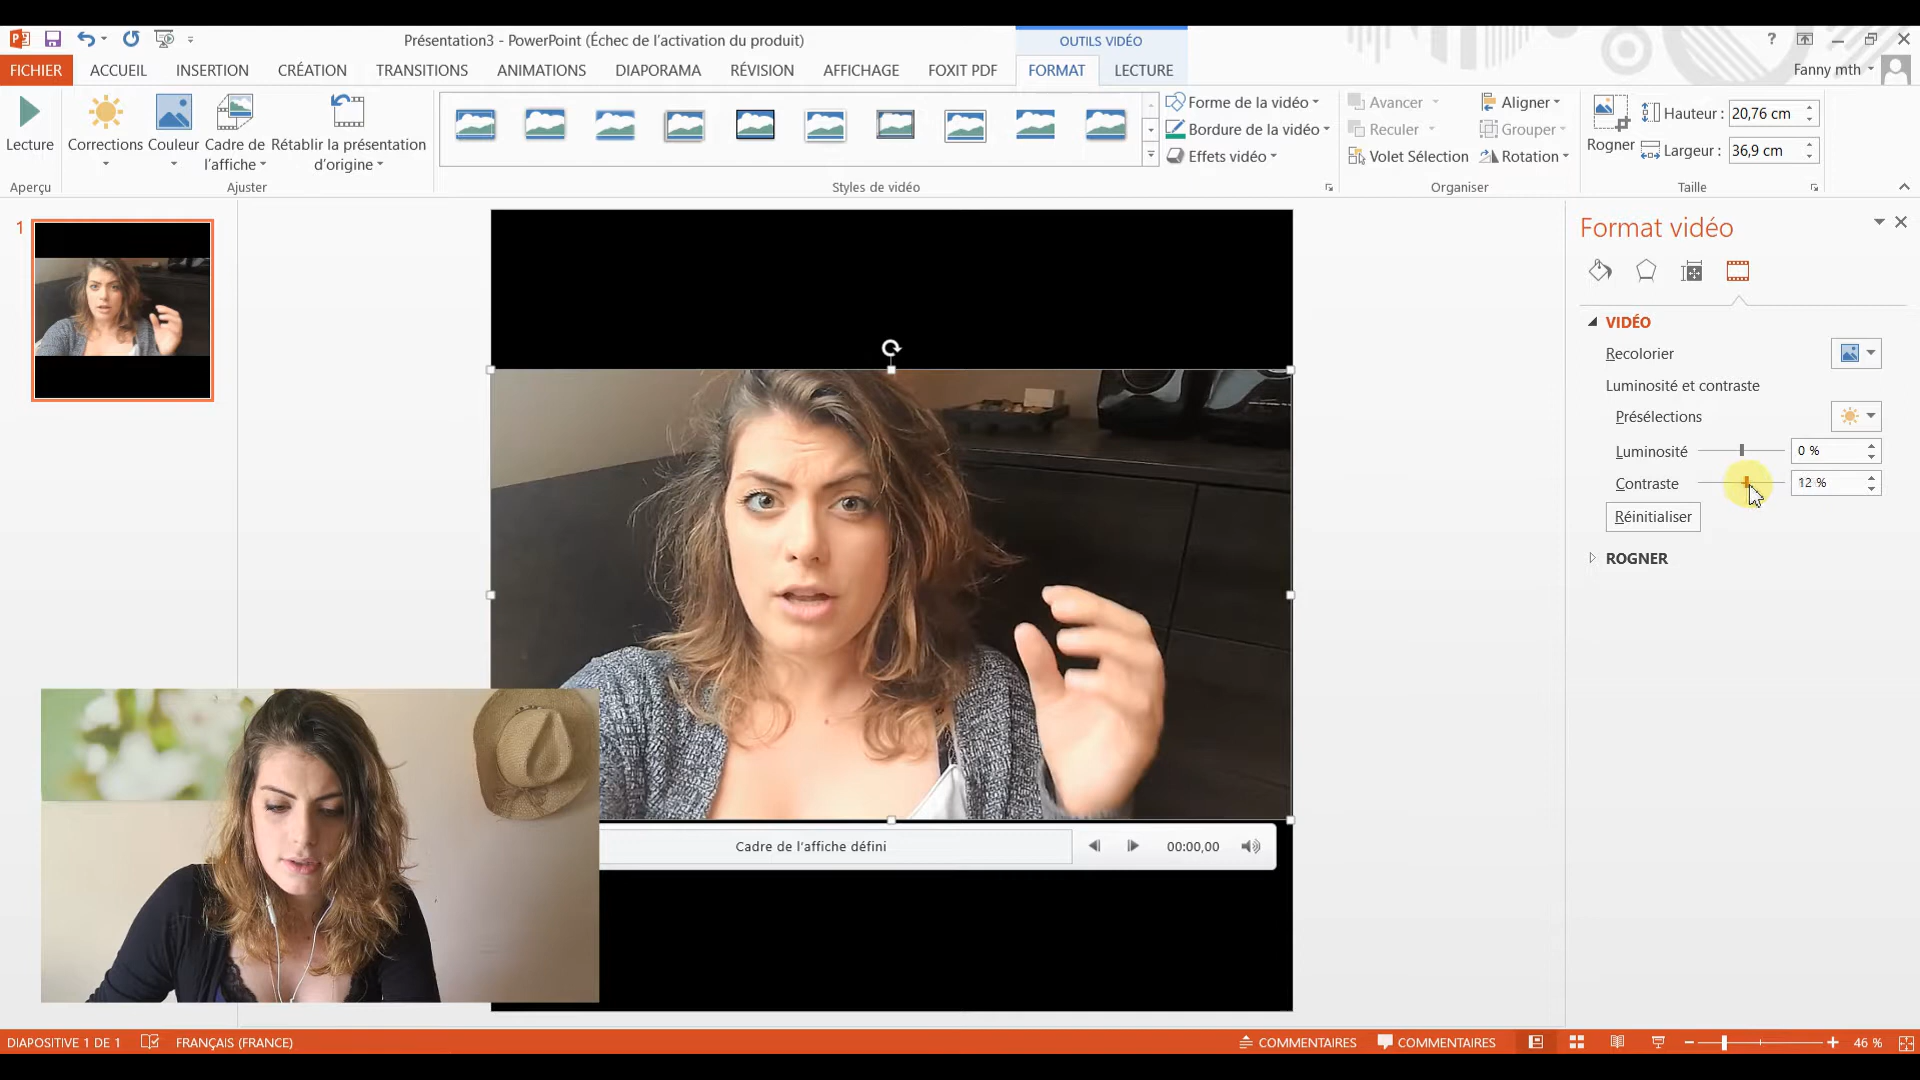 Présentation3 - PowerPoint (Échec de l'activation du produit)
OUTILS VIDÉO
?
FICHIER ACCUEIL INSERTION CRÉATION TRANSITIONS ANIMATIONS DIAPORAMA RÉVISION AFFICHAGE FOXIT PDF FORMAT LECTURE
Fanny mth
Lecture
Corrections
Couleur
Cadre de
l'affiche
Rétablir la présentation
d'origine
Forme de la vidéo
Bordure de la vidéo
Effets vidéo
Avancer
Reculer
Volet Sélection
Aligner
Grouper
Rotation
Rogner
Hauteur : 20,76 cm
Largeur : 36,9 cm
Aperçu
Ajuster
Styles de vidéo
Organiser
Taille
1
Format vidéo
VIDÉO
Recolorier
Luminosité et contraste
Présélections
Luminosité 0 %
Contraste 12 %
Réinitialiser
ROGNER
Cadre de l'affiche défini
00:00,00
DIAPOSITIVE 1 DE 1
FRANÇAIS (FRANCE)
COMMENTAIRES
COMMENTAIRES
46 %